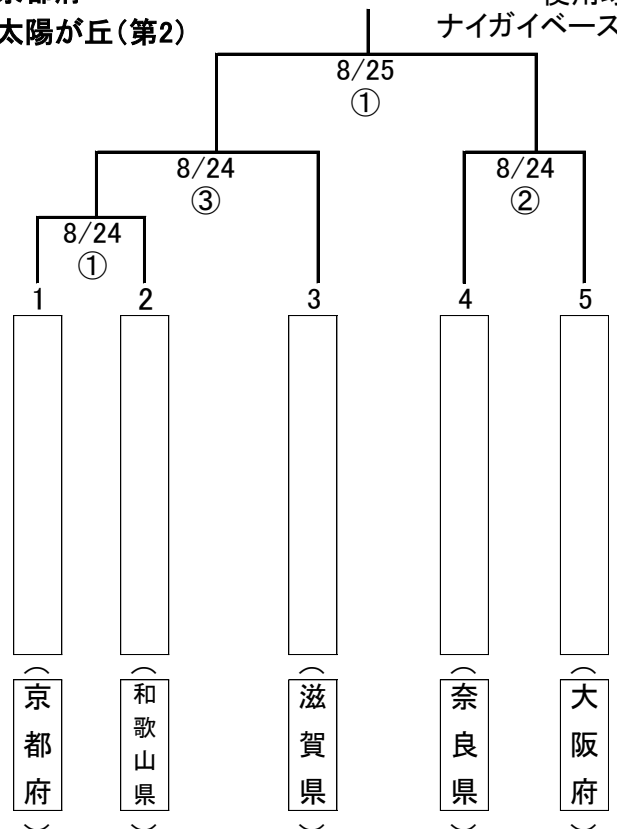 太陽が丘(第2)
ナイガイベース
8/25
①
8/24
③
8/24
②
8/24
①
1
2
3
4
5
(京都府)
(和歌山県)
(滋賀県)
(奈良県)
(大阪府)